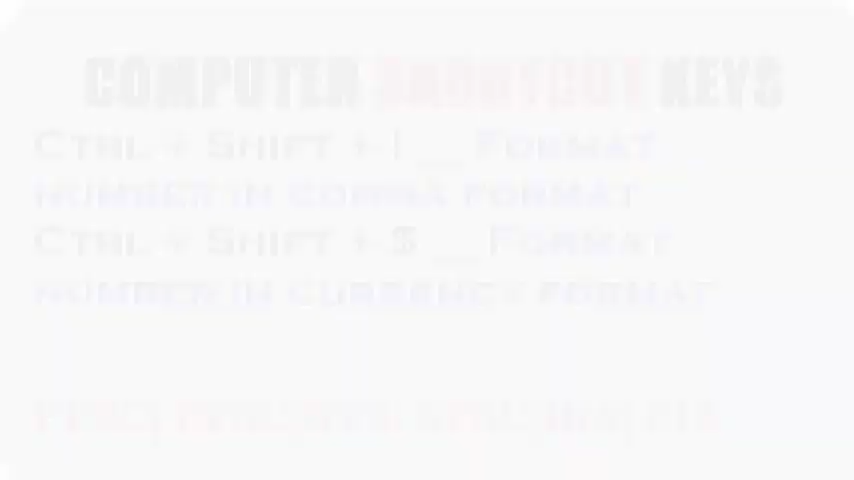 COMPUTER SHORTCUT KEYS
CTRL + SHIFT + ! __ FORMAT
NUMBER IN COMMA FORMAT
CTRL + SHIFT + $ __ FORMAT
NUMBER IN CURRENCY FORMAT